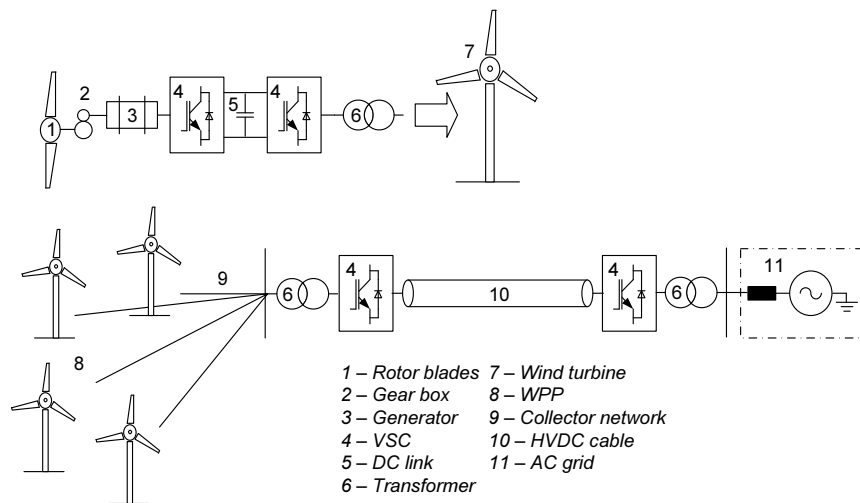 7
2
4
4
5
1
3
6
9
4
4
11
6
6
10
8
1 – Rotor blades 7 – Wind turbine
2 – Gear box 8 – WPP
3 – Generator 9 – Collector network
4 – VSC 10 – HVDC cable
5 – DC link 11 – AC grid
6 – Transformer